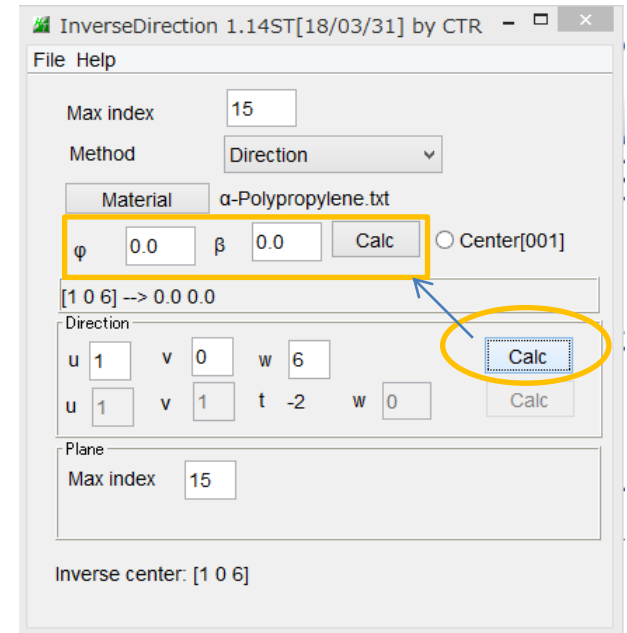 InverseDirection 1.14ST[18/03/31] by CTR
File Help
Max index 15
Method Direction
Material α-Polypropylene.txt
φ 0.0 β 0.0 Calc Center[001]
[1 0 6] --> 0.0 0.0
Direction
u 1 v 0 w 6 Calc
u 1 v 1 t -2 w 0 Calc
Plane
Max index 15
Inverse center: [1 0 6]